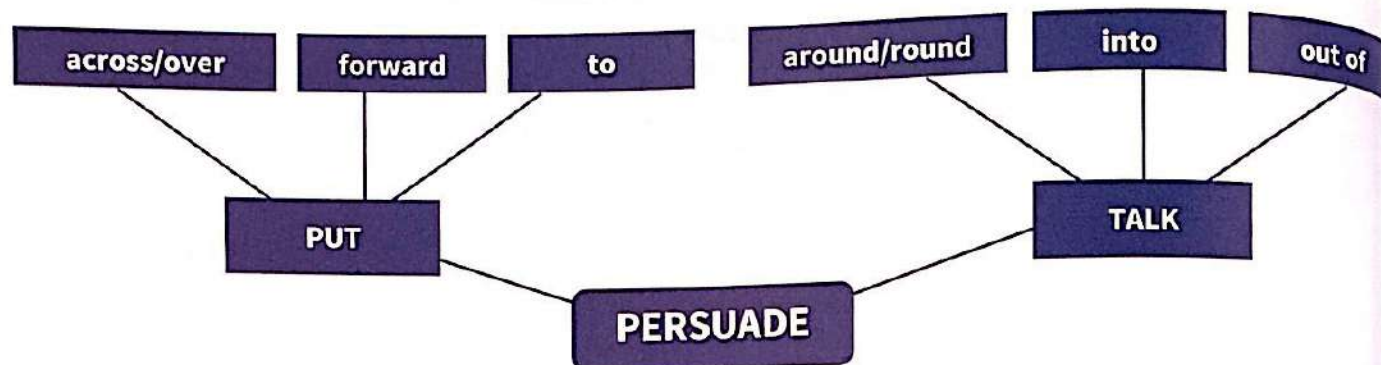 across/over
forward
to
around/round
into
out of
PUT
TALK
PERSUADE